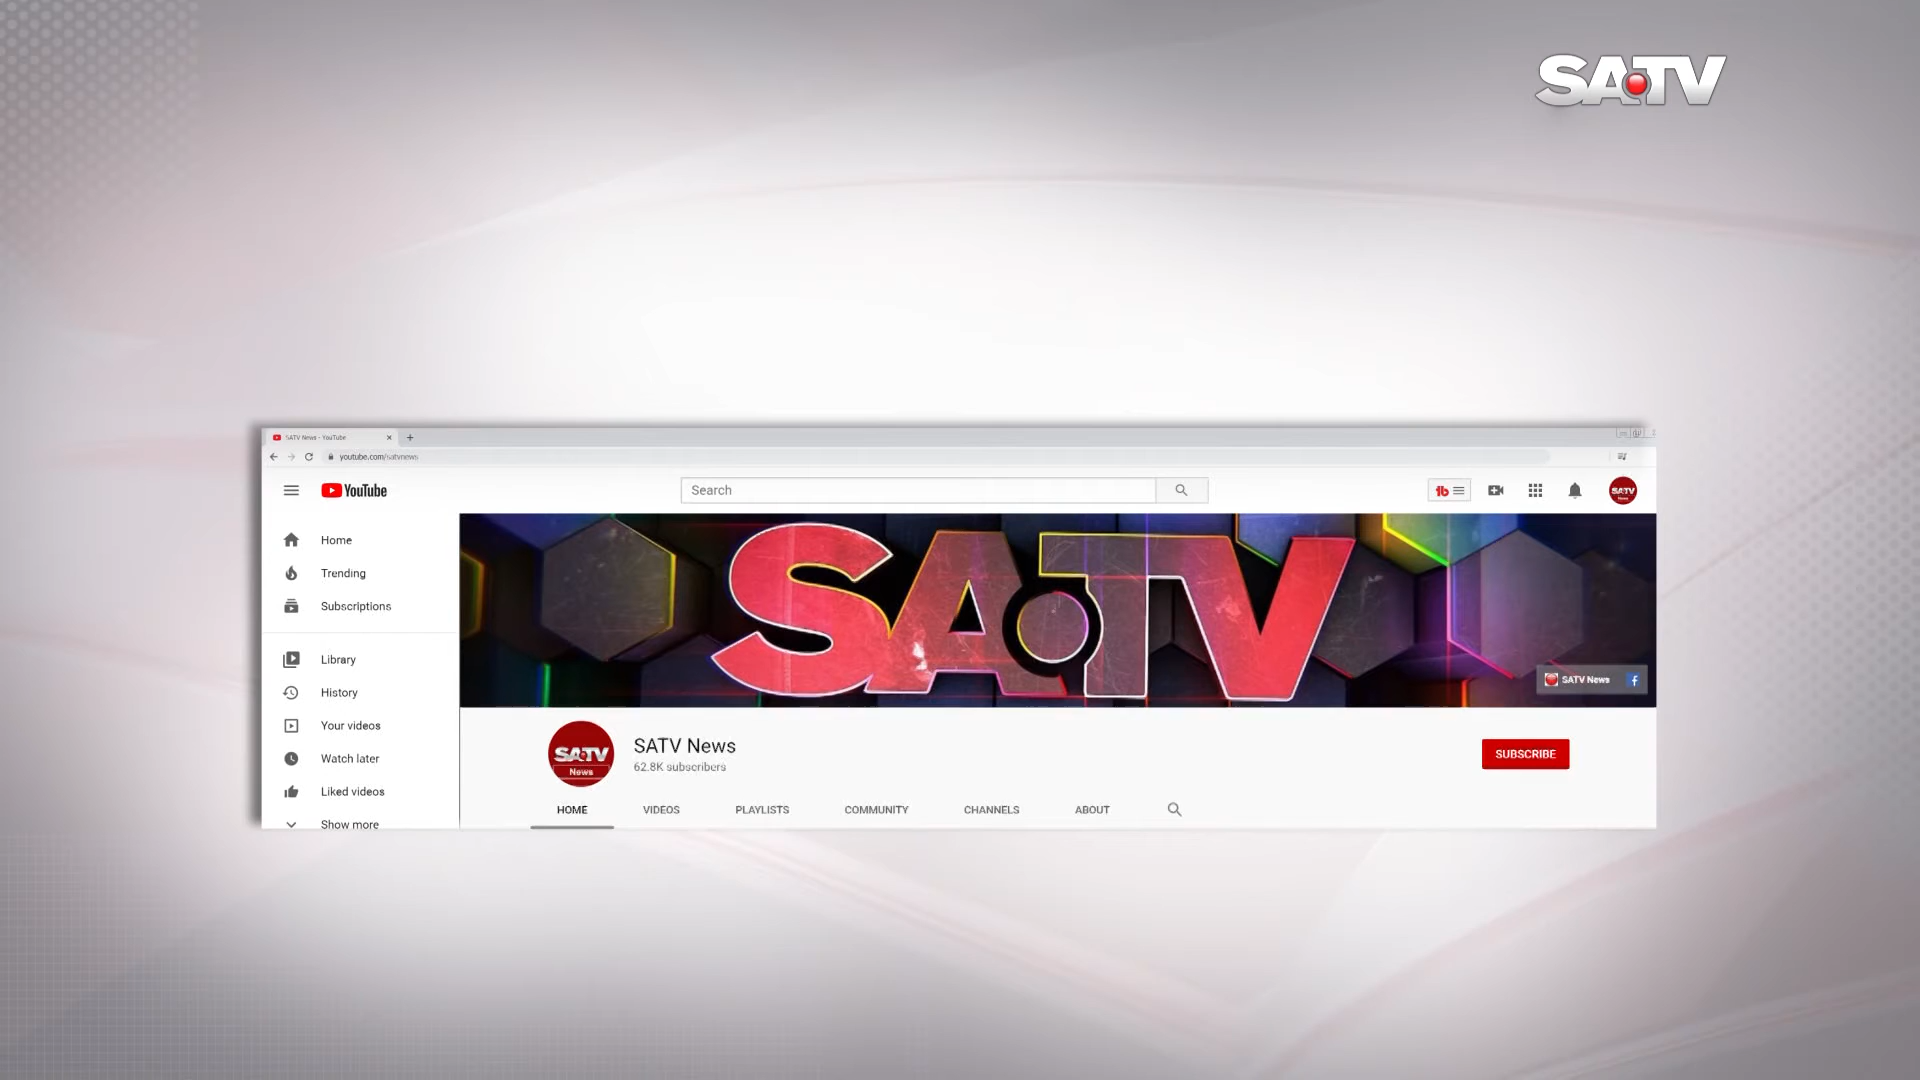 SATV
SATV News - YouTube
youtube.com/satvnews
YouTube
Search
SATV
News
Home
Trending
Subscriptions
Library
History
Your videos
Watch later
Liked videos
Show more
SATV
SATV News
SATV
News
SATV News
62.8K subscribers
SUBSCRIBE
HOME
VIDEOS
PLAYLISTS
COMMUNITY
CHANNELS
ABOUT